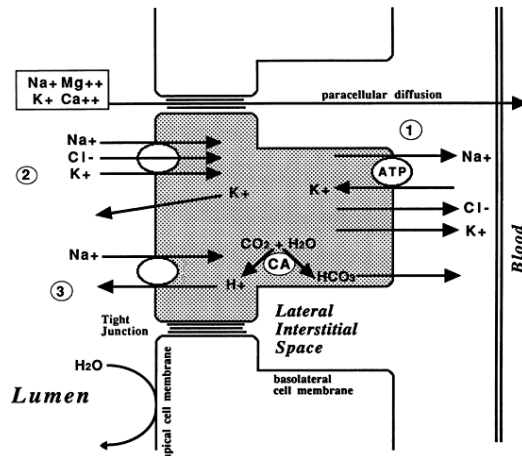 Na+ Mg++
K+ Ca++
paracellular diffusion
1
Na+
Cl-
K+
2
K+
ATP
Na+
K+
Cl-
K+
Na+
CO2 + H2O
CA
H+
HCO3
3
Blood
Tight
Junction
Lateral
Interstitial
Space
H2O
Lumen
apical cell membrane
basolateral
cell membrane